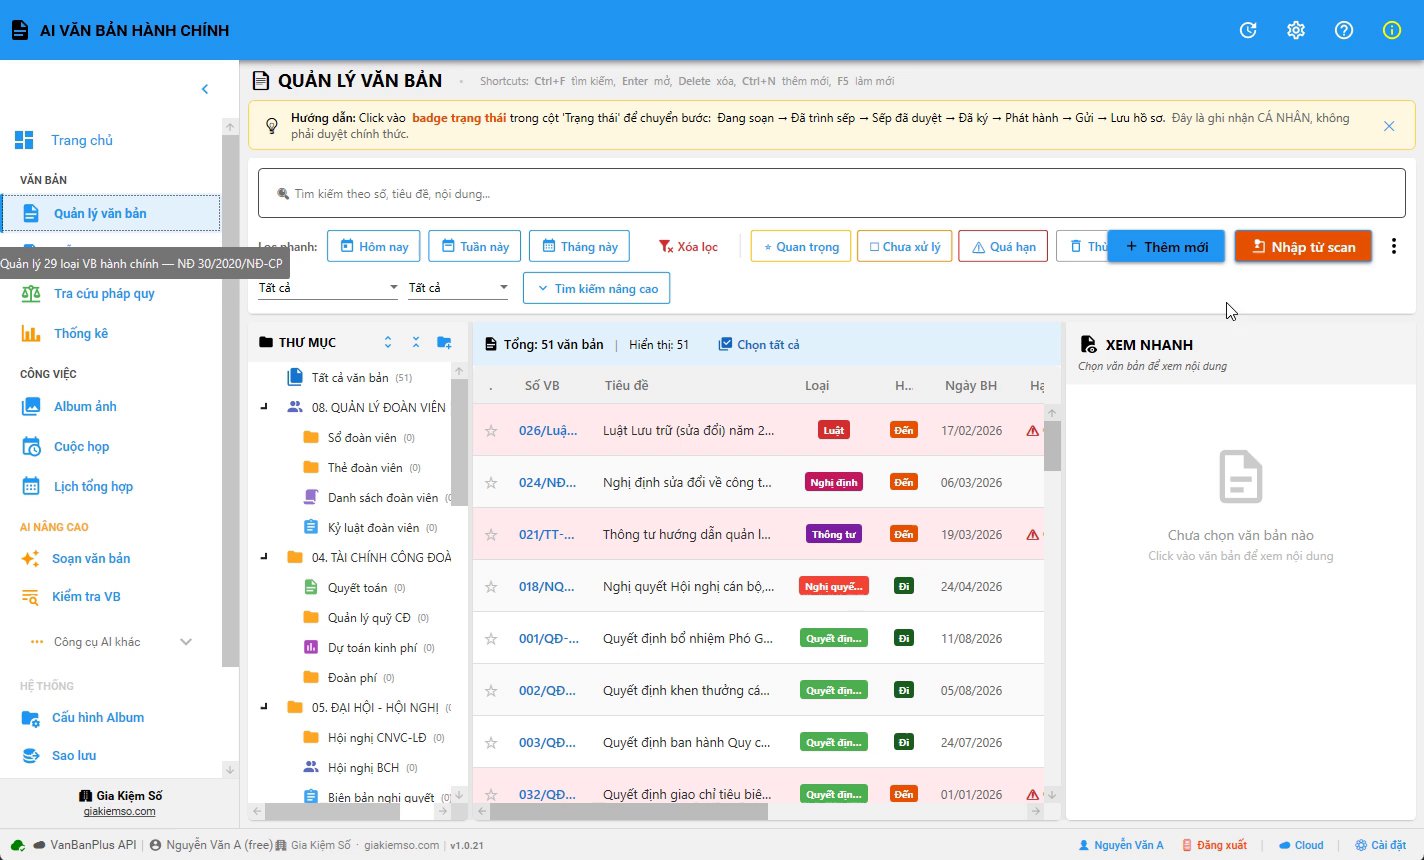 AI VĂN BẢN HÀNH CHÍNH
Trang chủ
VĂN BẢN
Quản lý văn bản
Quản lý 29 loại VB hành chính — NĐ 30/2020/NĐ-CP
Tra cứu pháp quy
Thống kê
CÔNG VIỆC
Album ảnh
Cuộc họp
Lịch tổng hợp
AI NÂNG CAO
Soạn văn bản
Kiểm tra VB
Công cụ AI khác
HỆ THỐNG
Cấu hình Album
Sao lưu
Gia Kiệm Số
giakiemso.com
QUẢN LÝ VĂN BẢN
Shortcuts: Ctrl+F tìm kiếm, Enter mở, Delete xóa, Ctrl+N thêm mới, F5 làm mới
Hướng dẫn: Click vào badge trạng thái trong cột 'Trạng thái' để chuyển bước: Đang soạn → Đã trình sếp → Sếp đã duyệt → Đã ký → Phát hành → Gửi → Lưu hồ sơ. Đây là ghi nhận CÁ NHÂN, không
phải duyệt chính thức.
Tìm kiếm theo số, tiêu đề, nội dung...
nhanh: Hôm nay Tuần này Tháng này Xóa lọc Quan trọng Chưa xử lý Quá hạn Thù Thêm mới Nhập từ scan
Tất cả Tất cả Tìm kiếm nâng cao
THƯ MỤC
Tất cả văn bản (51)
08. QUẢN LÝ ĐOÀN VIÊN
Sổ đoàn viên (0)
Thẻ đoàn viên (0)
Danh sách đoàn viên (0
Kỷ luật đoàn viên (0)
04. TÀI CHÍNH CÔNG ĐOÀ
Quyết toán (0)
Quản lý quỹ CĐ (0)
Dự toán kinh phí (0)
Đoàn phí (0)
05. ĐẠI HỘI - HỘI NGHỊ (0
Hội nghị CNVC-LĐ (0)
Hội nghị BCH (0)
Biên bản nghị quyết (0)
Tổng: 51 văn bản | Hiển thị: 51 Chọn tất cả
. Số VB Tiêu đề Loại H... Ngày BH Hạ
026/Luậ... Luật Lưu trữ (sửa đổi) năm 2... Luật Đến 17/02/2026
024/NĐ... Nghị định sửa đổi về công t... Nghị định Đến 06/03/2026
021/TT-... Thông tư hướng dẫn quản l... Thông tư Đến 19/03/2026
018/NQ... Nghị quyết Hội nghị cán bộ,... Nghị quyế... Đi 24/04/2026
001/QĐ-... Quyết định bổ nhiệm Phó G... Quyết địn... Đi 11/08/2026
002/QĐ... Quyết định khen thưởng cá... Quyết địn... Đi 05/08/2026
003/QĐ... Quyết định ban hành Quy c... Quyết địn... Đi 24/07/2026
032/QĐ... Quyết định giao chỉ tiêu biê... Quyết địn... Đến 01/01/2026
XEM NHANH
Chọn văn bản để xem nội dung
Chưa chọn văn bản nào
Click vào văn bản để xem nội dung
VanBanPlus API | Nguyễn Văn A (free) Gia Kiệm Số · giakiemso.com | v1.0.21 Nguyễn Văn A Đăng xuất | Cloud | Cài đặt